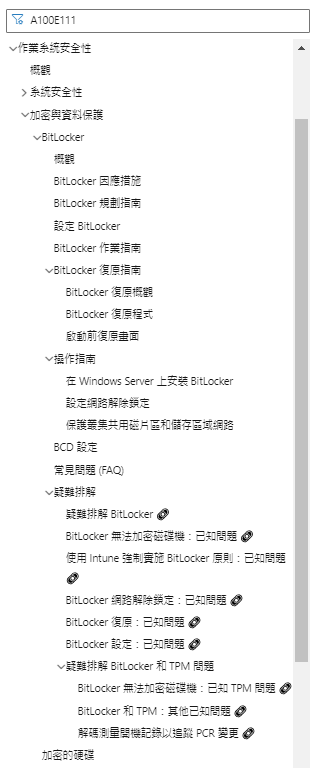 A100E111
作業系統安全性
概觀
系統安全性
加密與資料保護
BitLocker
概觀
BitLocker 因應措施
BitLocker 規劃指南
設定 BitLocker
BitLocker 作業指南
BitLocker 復原指南
BitLocker 復原概觀
BitLocker 復原程式
啟動前復原畫面
操作指南
在 Windows Server 上安裝 BitLocker
設定網路解除鎖定
保護叢集共用磁片區和儲存區域網路
BCD 設定
常見問題 (FAQ)
疑難排解
疑難排解 BitLocker
BitLocker 無法加密磁碟機：已知問題
使用 Intune 強制實施 BitLocker 原則：已知問題
BitLocker 網路解除鎖定：已知問題
BitLocker 復原：已知問題
BitLocker 設定：已知問題
疑難排解 BitLocker 和 TPM 問題
BitLocker 無法加密磁碟機：已知 TPM 問題
BitLocker 和 TPM：其他已知問題
解碼測量開機記錄以追蹤 PCR 變更
加密的硬碟